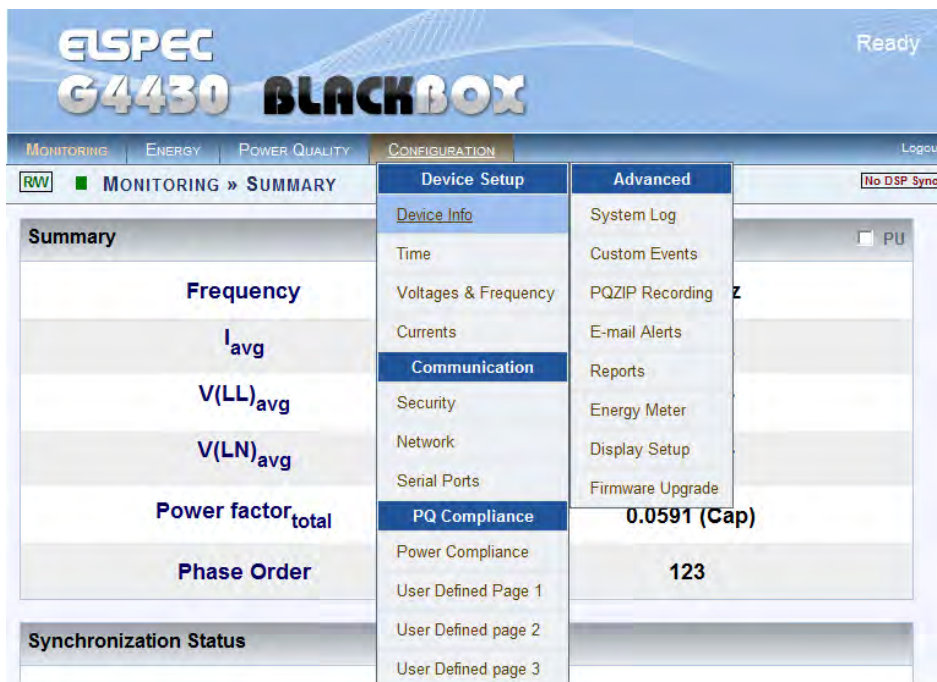 ELSPEC
Ready
G4430 BLACKBOX
MONITORING ENERGY POWER QUALITY CONFIGURATION
R/W MONITORING » SUMMARY
No DSP Sync
Device Setup
Device Info
Time
Voltages & Frequency
Currents
Communication
Security
Network
Serial Ports
PQ Compliance
Power Compliance
User Defined Page 1
User Defined page 2
User Defined page 3
Advanced
System Log
Custom Events
PQZIP Recording
E-mail Alerts
Reports
Energy Meter
Display Setup
Firmware Upgrade
Summary
PU
Frequency z
Iavg
V(LL)avg
V(LN)avg
Power factortotal 0.0591 (Cap)
Phase Order 123
Synchronization Status